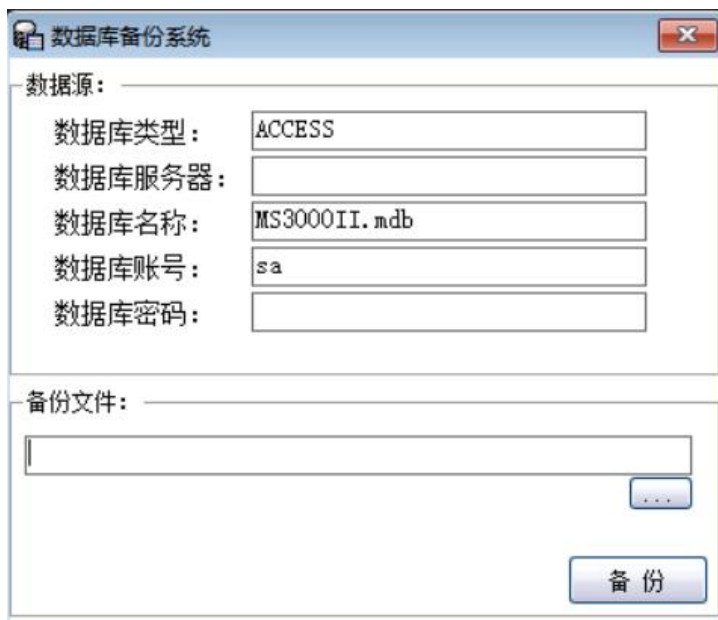 数据库备份系统
数据源：
数据库类型： ACCESS
数据库服务器：
数据库名称： MS3000II.mdb
数据库账号： sa
数据库密码：
备份文件：
...
备 份